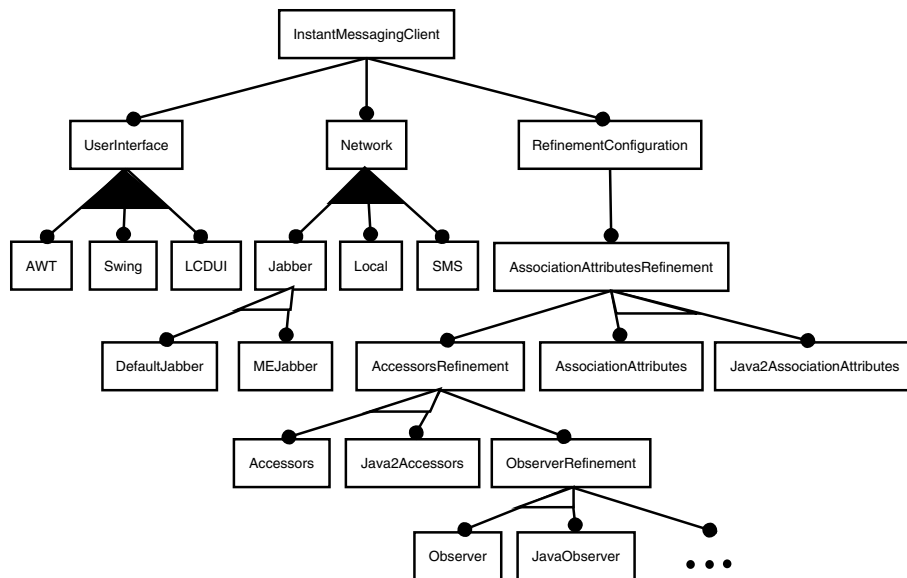 InstantMessagingClient
UserInterface
Network
RefinementConfiguration
AWT
Swing
LCDUI
Jabber
Local
SMS
AssociationAttributesRefinement
DefaultJabber
MEJabber
AccessorsRefinement
AssociationAttributes
Java2AssociationAttributes
Accessors
Java2Accessors
ObserverRefinement
Observer
JavaObserver
...